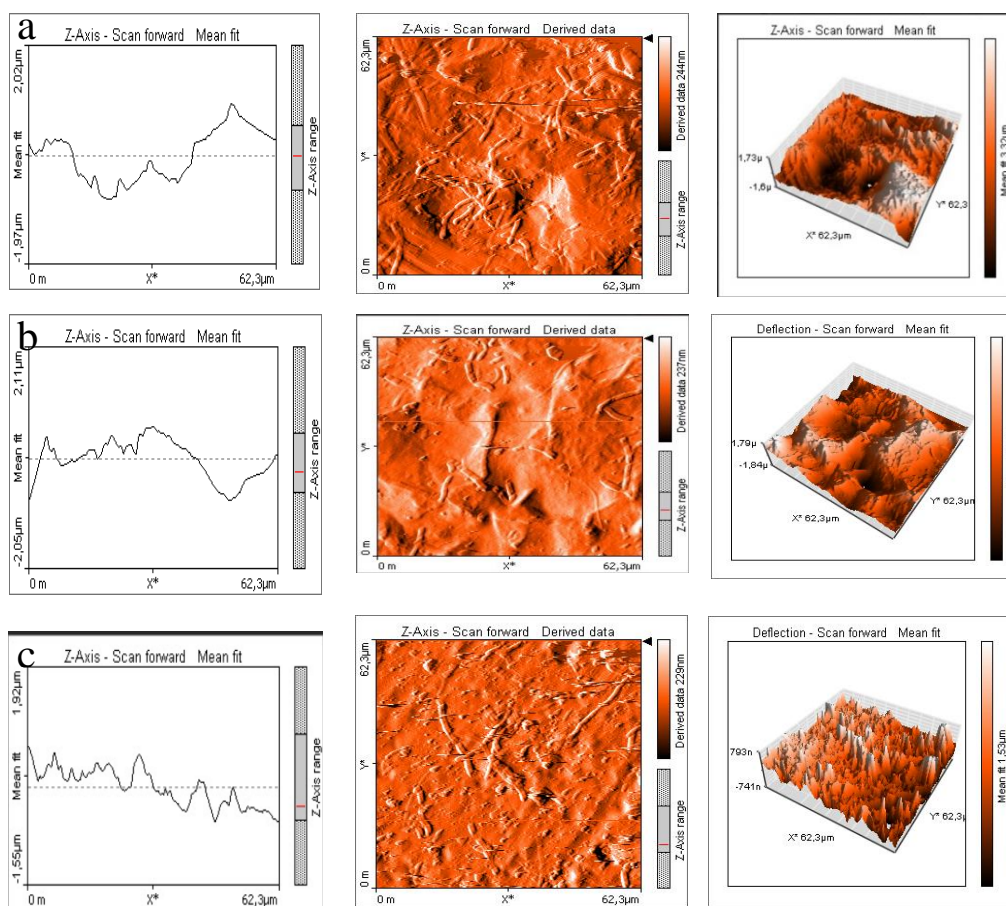 a
Z-Axis - Scan forward Mean fit
2,02µm
Mean fit
-1,97µm
0 m
X*
62,3µm
Z-Axis range
Z-Axis - Scan forward Derived data
62,3µm
Y*
0 m
0 m
X*
62,3µm
Derived data 244nm
Z-Axis range
Z-Axis - Scan forward Mean fit
1,73µ
-1,6µ
X* 62,3µm
Y* 62,3
Mean fit 3,32µm
b
Z-Axis - Scan forward Mean fit
2,11µm
Mean fit
-2,05µm
0 m
X*
62,3µm
Z-Axis range
Z-Axis - Scan forward Derived data
62,3µm
Y*
0 m
0 m
X*
62,3µm
Derived data 237nm
Z-Axis range
Deflection - Scan forward Mean fit
1,79µ
-1,84µ
X* 62,3µm
Y* 62,3µm
c
Z-Axis - Scan forward Mean fit
1,92µm
Mean fit
-1,55µm
0 m
X*
62,3µm
Z-Axis range
Z-Axis - Scan forward Derived data
62,3µm
Y*
0 m
0 m
X*
62,3µm
Derived data 229nm
Z-Axis range
Deflection - Scan forward Mean fit
793n
-741n
X* 62,3µm
Y* 62,3µ
Mean fit 1,53µm